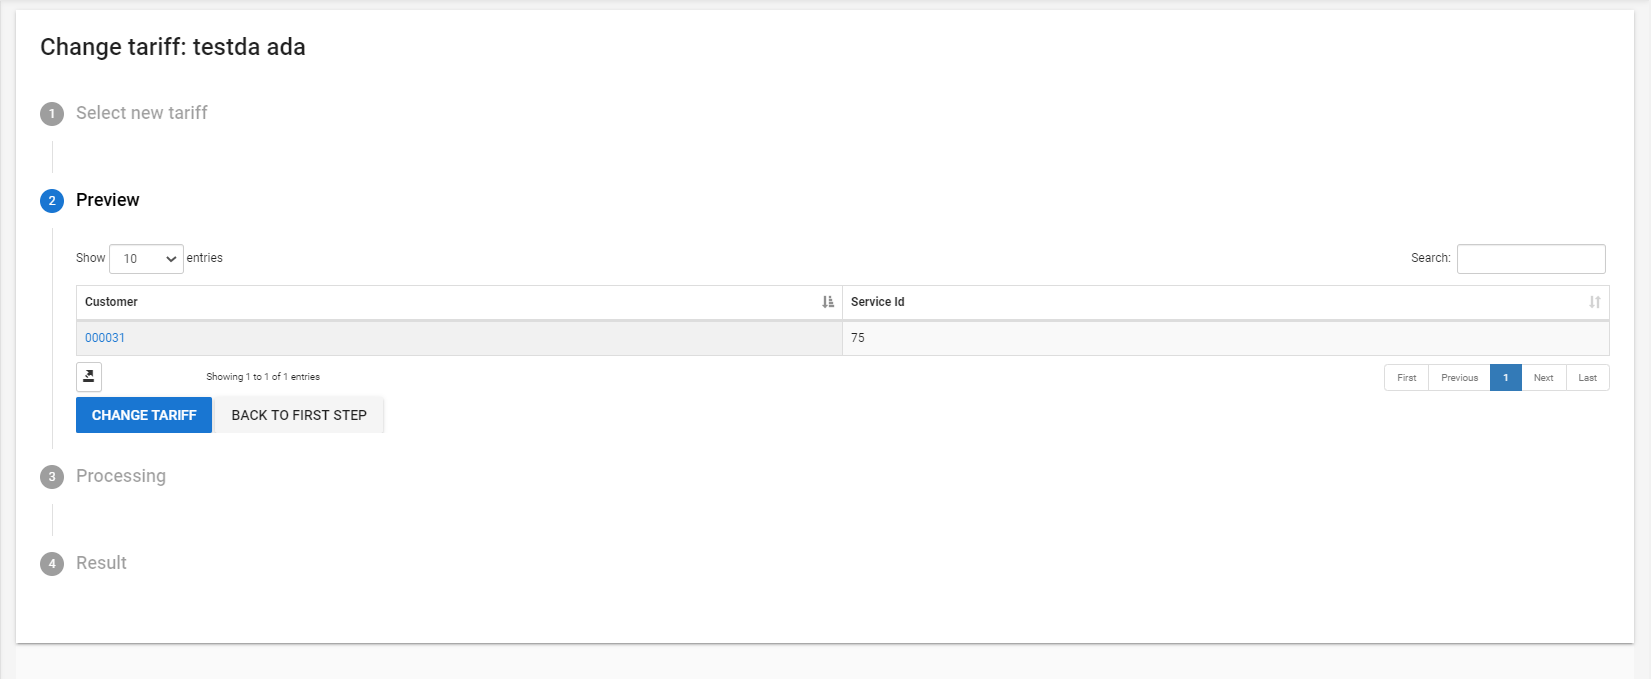 Change tariff: testda ada
1 Select new tariff
2 Preview
Show 10 entries Search:
Customer Service Id
000031 75
Showing 1 to 1 of 1 entries First Previous 1 Next Last
CHANGE TARIFF BACK TO FIRST STEP
3 Processing
4 Result